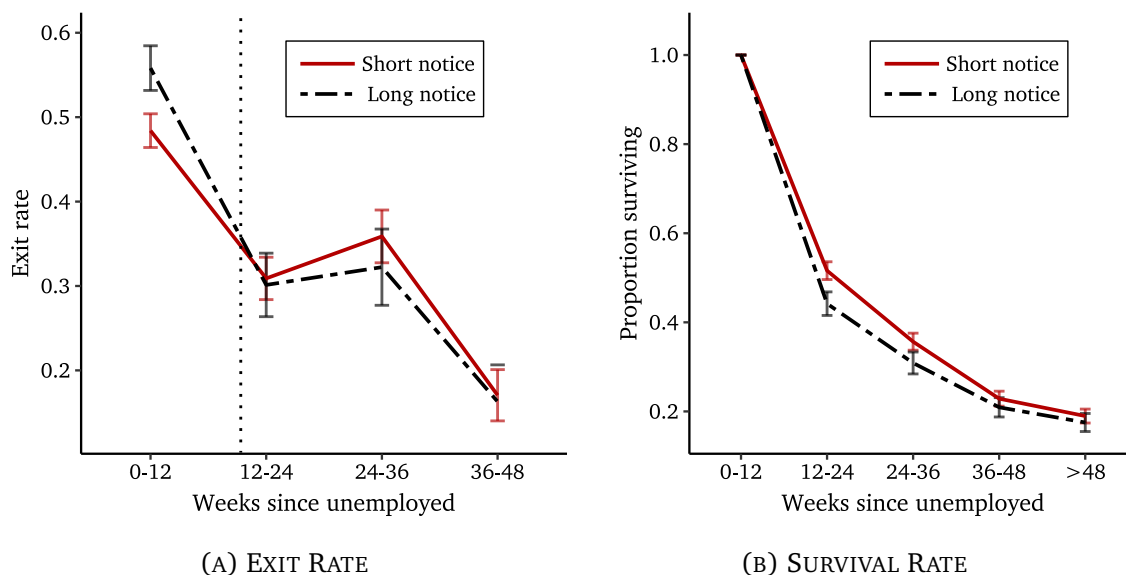 0.6
0.5
0.4
0.3
0.2
Exit rate
Short notice
Long notice
0-12 12-24 24-36 36-48
Weeks since unemployed
(A) EXIT RATE
1.0
0.8
0.6
0.4
0.2
Proportion surviving
Short notice
Long notice
0-12 12-24 24-36 36-48 >48
Weeks since unemployed
(B) SURVIVAL RATE